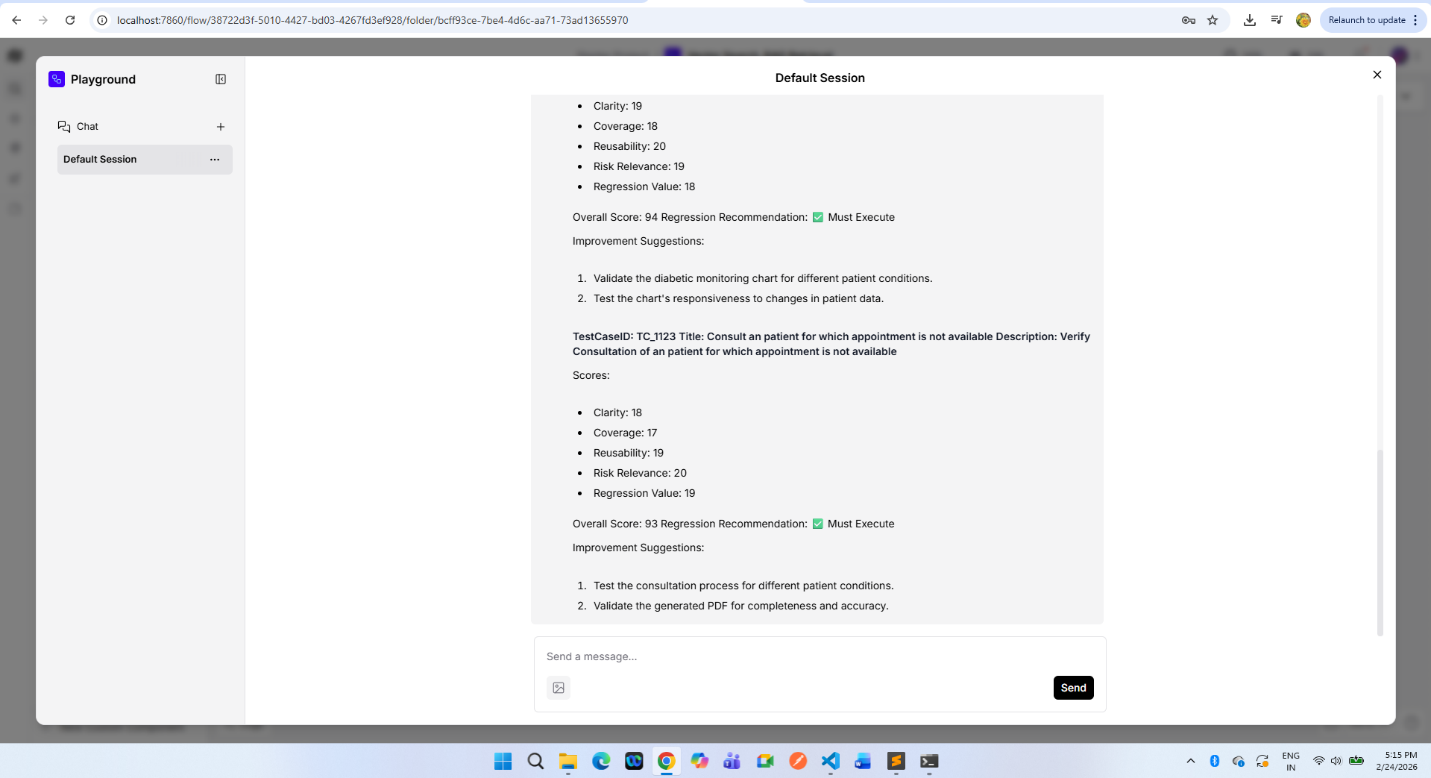 localhost:7860/flow/38722d3f-5010-4427-bd03-4267fd3ef928/folder/bcff93ce-7be4-4d6c-aa71-73ad13655970
Relaunch to update
Playground
Default Session
Chat
Default Session
Clarity: 19
Coverage: 18
Reusability: 20
Risk Relevance: 19
Regression Value: 18
Overall Score: 94 Regression Recommendation: ✅ Must Execute
Improvement Suggestions:
1. Validate the diabetic monitoring chart for different patient conditions.
2. Test the chart's responsiveness to changes in patient data.
TestCaseID: TC_1123 Title: Consult an patient for which appointment is not available Description: Verify
Consultation of an patient for which appointment is not available
Scores:
Clarity: 18
Coverage: 17
Reusability: 19
Risk Relevance: 20
Regression Value: 19
Overall Score: 93 Regression Recommendation: ✅ Must Execute
Improvement Suggestions:
1. Test the consultation process for different patient conditions.
2. Validate the generated PDF for completeness and accuracy.
Send a message...
Send
ENG
IN
5:15 PM
2/24/2026